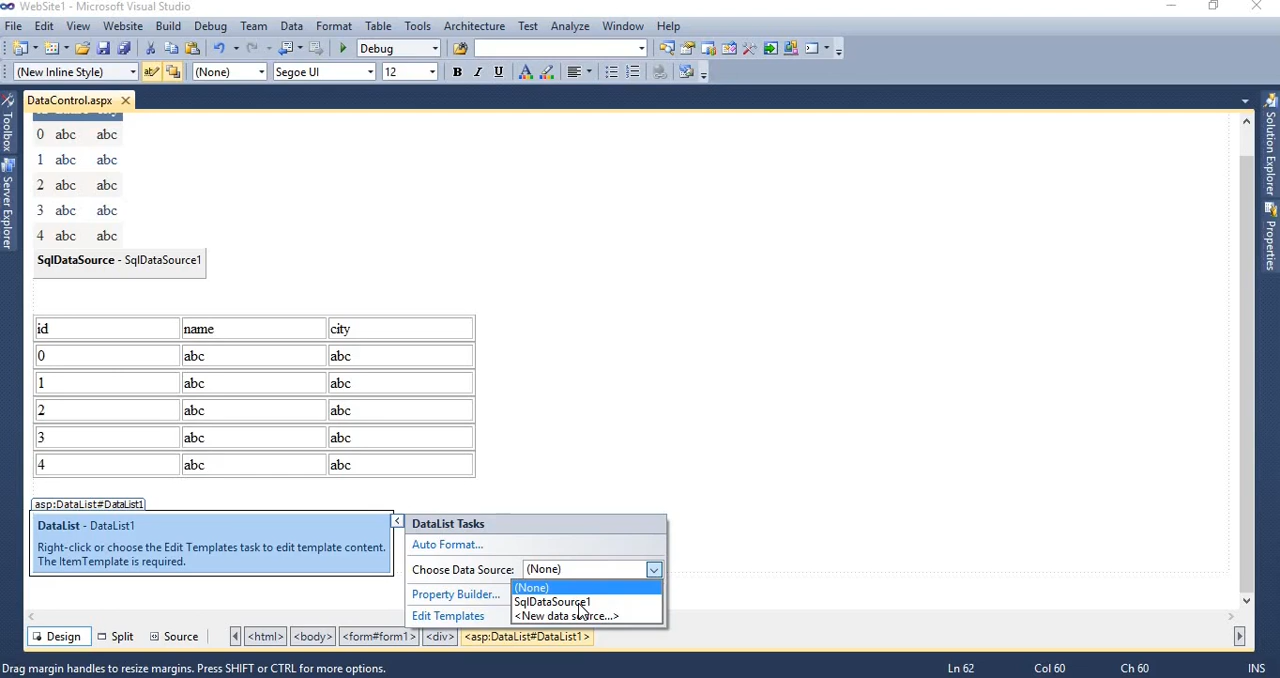 WebSite1 - Microsoft Visual Studio
File Edit View Website Build Debug Team Data Format Table Tools Architecture Test Analyze Window Help
Debug
(New Inline Style) (None) Segoe UI 12 B I U A
DataControl.aspx
Toolbox
Server Explorer
Solution Explorer
Properties
0 abc abc
1 abc abc
2 abc abc
3 abc abc
4 abc abc
SqlDataSource - SqlDataSource1
id name city
0 abc abc
1 abc abc
2 abc abc
3 abc abc
4 abc abc
asp:DataList#DataList1
DataList - DataList1
Right-click or choose the Edit Templates task to edit template content.
The ItemTemplate is required.
DataList Tasks
Auto Format...
Choose Data Source: (None)
(None)
SqlDataSource1
<New data source...>
Property Builder...
Edit Templates
Design Split Source <html> <body> <form#form1> <div> <asp:DataList#DataList1>
Drag margin handles to resize margins. Press SHIFT or CTRL for more options. Ln 62 Col 60 Ch 60 INS